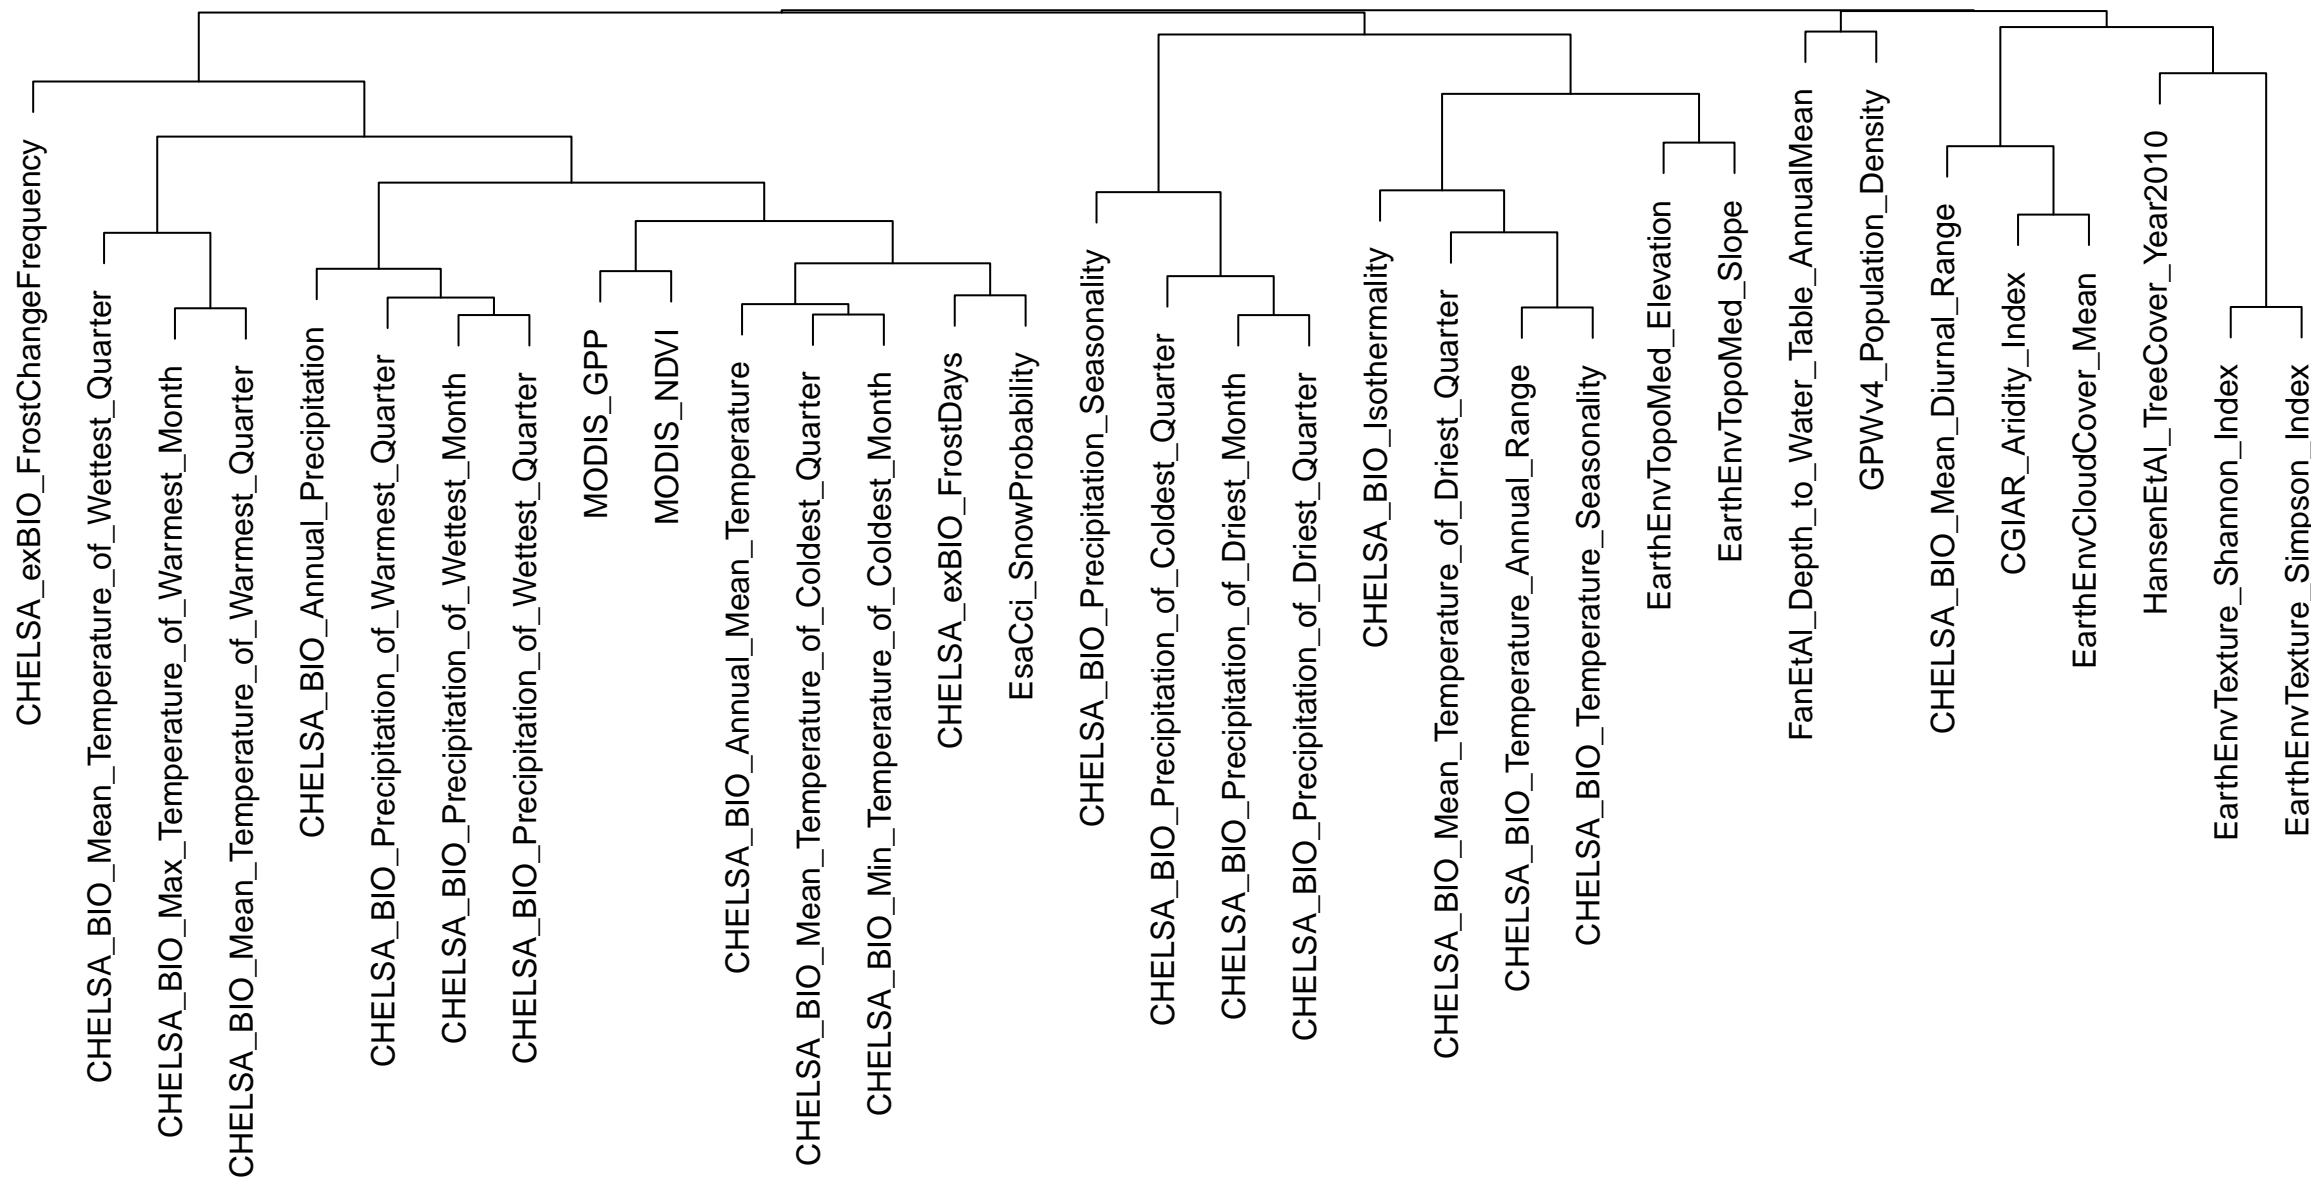 CHELSA_exBIO_FrostChangeFrequency
CHELSA_BIO_Mean_Temperature_of_Wettest_Quarter
CHELSA_BIO_Max_Temperature_of_Warmest_Month
CHELSA_BIO_Mean_Temperature_of_Warmest_Quarter
CHELSA_BIO_Annual_Precipitation
CHELSA_BIO_Precipitation_of_Warmest_Quarter
CHELSA_BIO_Precipitation_of_Wettest_Month
CHELSA_BIO_Precipitation_of_Wettest_Quarter
MODIS_GPP
MODIS_NDVI
CHELSA_BIO_Annual_Mean_Temperature
CHELSA_BIO_Mean_Temperature_of_Coldest_Quarter
CHELSA_BIO_Min_Temperature_of_Coldest_Month
CHELSA_exBIO_FrostDays
EsaCci_SnowProbability
CHELSA_BIO_Precipitation_Seasonality
CHELSA_BIO_Precipitation_of_Coldest_Quarter
CHELSA_BIO_Precipitation_of_Driest_Month
CHELSA_BIO_Precipitation_of_Driest_Quarter
CHELSA_BIO_Isothermality
CHELSA_BIO_Mean_Temperature_of_Driest_Quarter
CHELSA_BIO_Temperature_Annual_Range
CHELSA_BIO_Temperature_Seasonality
EarthEnvTopoMed_Elevation
EarthEnvTopoMed_Slope
FanEtAl_Depth_to_Water_Table_AnnualMean
GPWv4_Population_Density
CHELSA_BIO_Mean_Diurnal_Range
CGIAR_Aridity_Index
EarthEnvCloudCover_Mean
HansenEtAl_TreeCover_Year2010
EarthEnvTexture_Shannon_Index
EarthEnvTexture_Simpson_Index